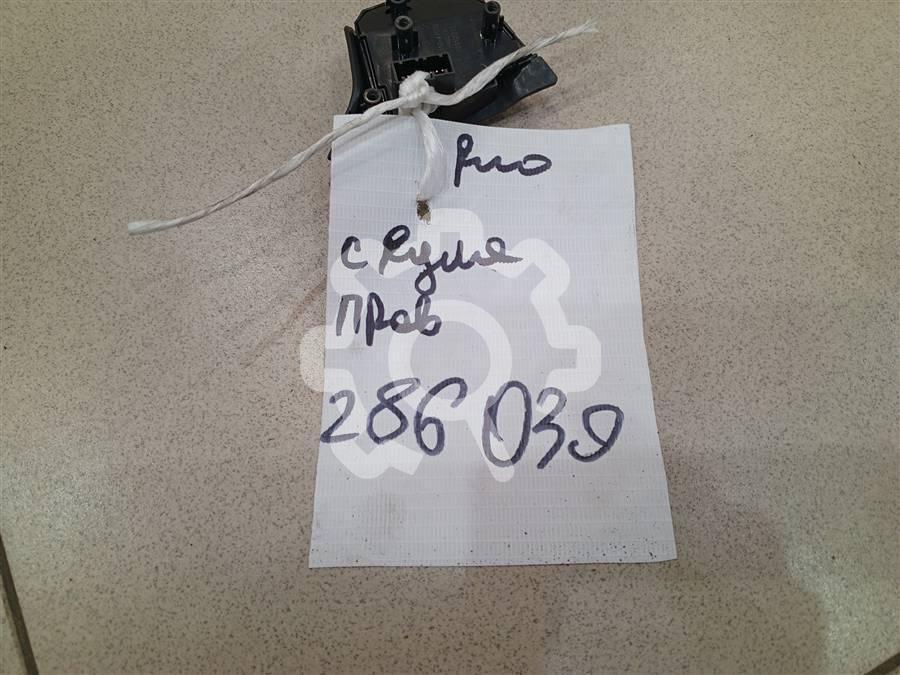 Рио
с руля
Прав
286 039